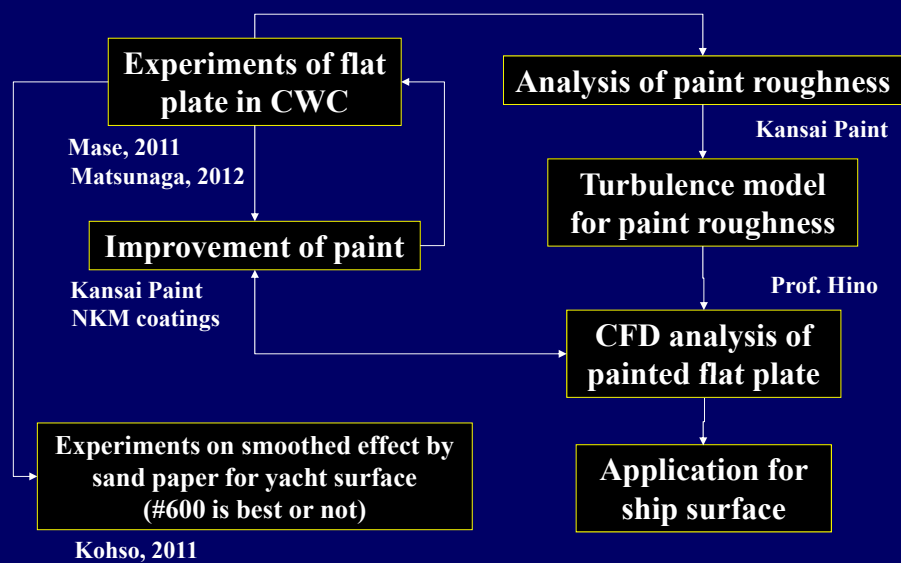 Experiments of flat
plate in CWC
Mase, 2011
Matsunaga, 2012
Improvement of paint
Kansai Paint
NKM coatings
Experiments on smoothed effect by
sand paper for yacht surface
(#600 is best or not)
Kohso, 2011
Analysis of paint roughness
Kansai Paint
Turbulence model
for paint roughness
Prof. Hino
CFD analysis of
painted flat plate
Application for
ship surface